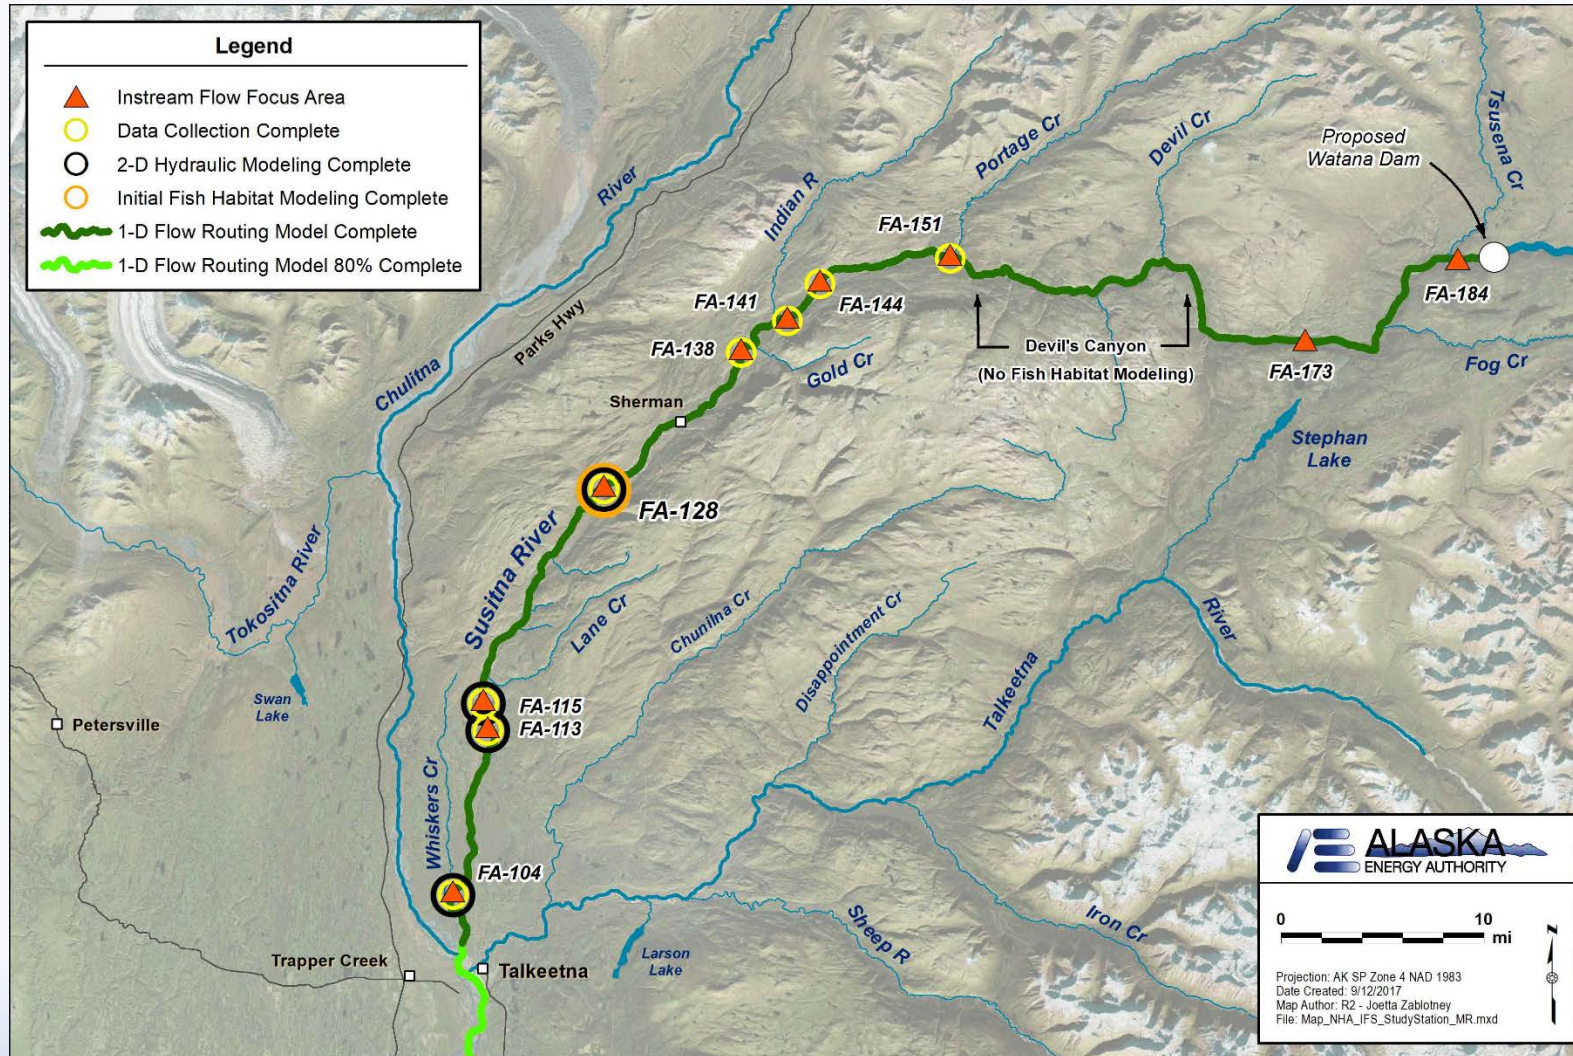 Legend
Instream Flow Focus Area
Data Collection Complete
2-D Hydraulic Modeling Complete
Initial Fish Habitat Modeling Complete
1-D Flow Routing Model Complete
1-D Flow Routing Model 80% Complete
River
Chulitna
Parks Hwy
Indian R
Portage Cr
Devil Cr
Tsusena Cr
Proposed
Watana Dam
FA-151
FA-141
FA-144
FA-138
FA-184
Gold Cr
Devil's Canyon
(No Fish Habitat Modeling)
FA-173
Fog Cr
Sherman
Stephan
Lake
FA-128
Susitna River
Tokositna River
Lane Cr
Chunilna Cr
Disappointment Cr
River
Talkeetna
Swan
Lake
Petersville
FA-115
FA-113
Whiskers Cr
FA-104
Trapper Creek
Talkeetna
Larson
Lake
Sheep R
Iron Cr
ALASKA
ENERGY AUTHORITY
0 10
mi
N
Projection: AK SP Zone 4 NAD 1983
Date Created: 9/12/2017
Map Author: R2 - Joetta Zablotney
File: Map_NHA_IFS_StudyStation_MR.mxd